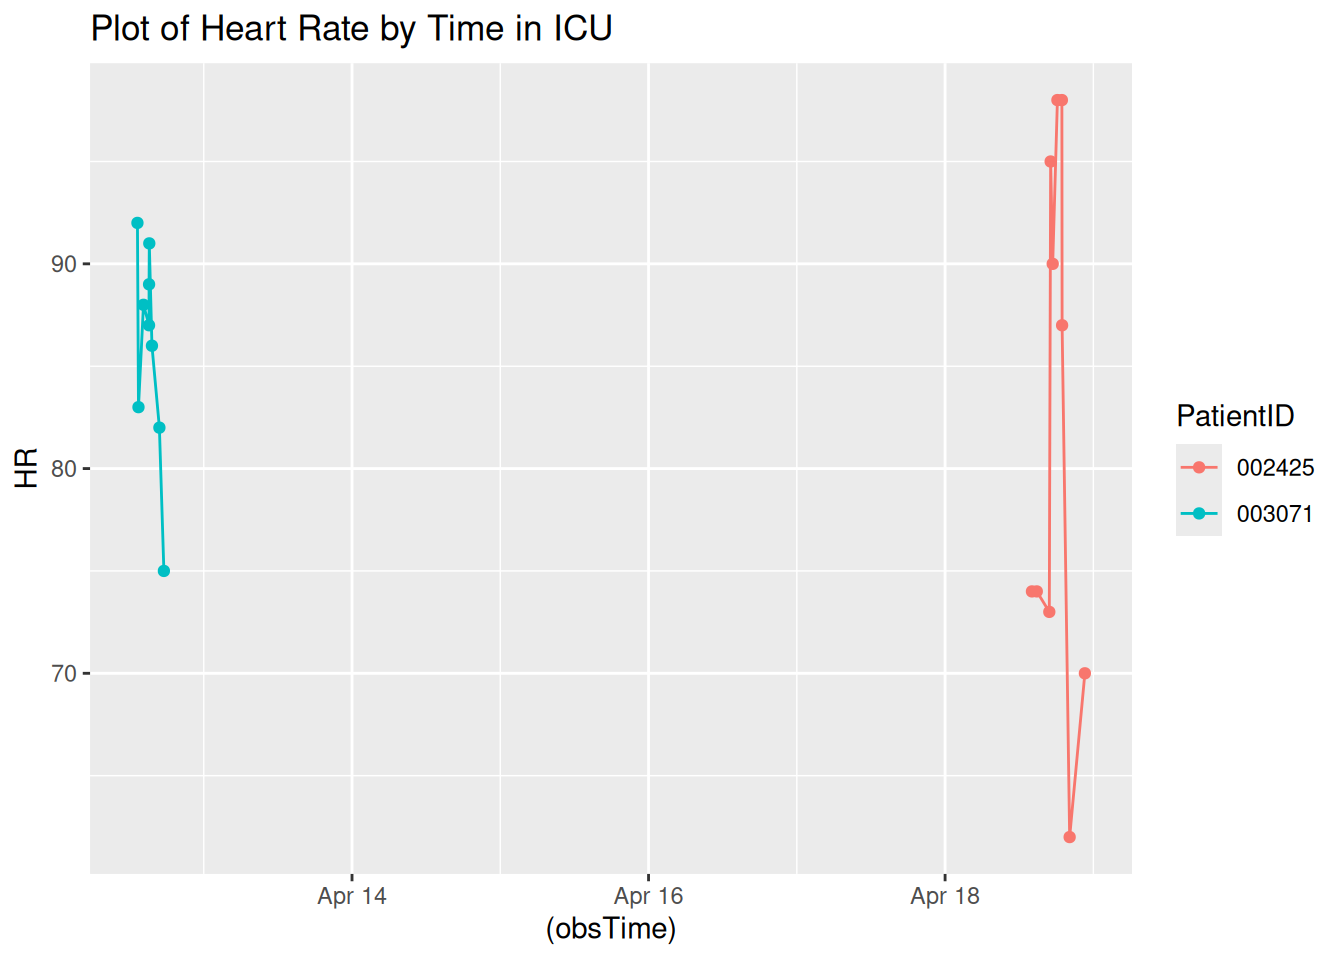 Plot of Heart Rate by Time in ICU
HR
90
80
70
Apr 14
Apr 16
Apr 18
(obsTime)
PatientID
002425
003071